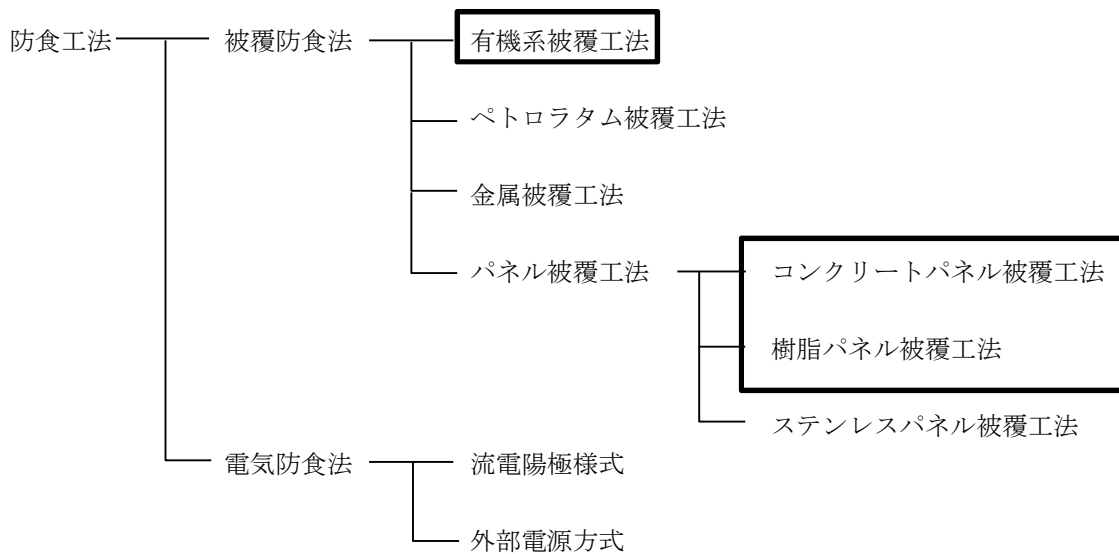 防食工法
被覆防食法
有機系被覆工法
ペトロラタム被覆工法
金属被覆工法
パネル被覆工法
コンクリートパネル被覆工法
樹脂パネル被覆工法
ステンレスパネル被覆工法
電気防食法
流電陽極様式
外部電源方式